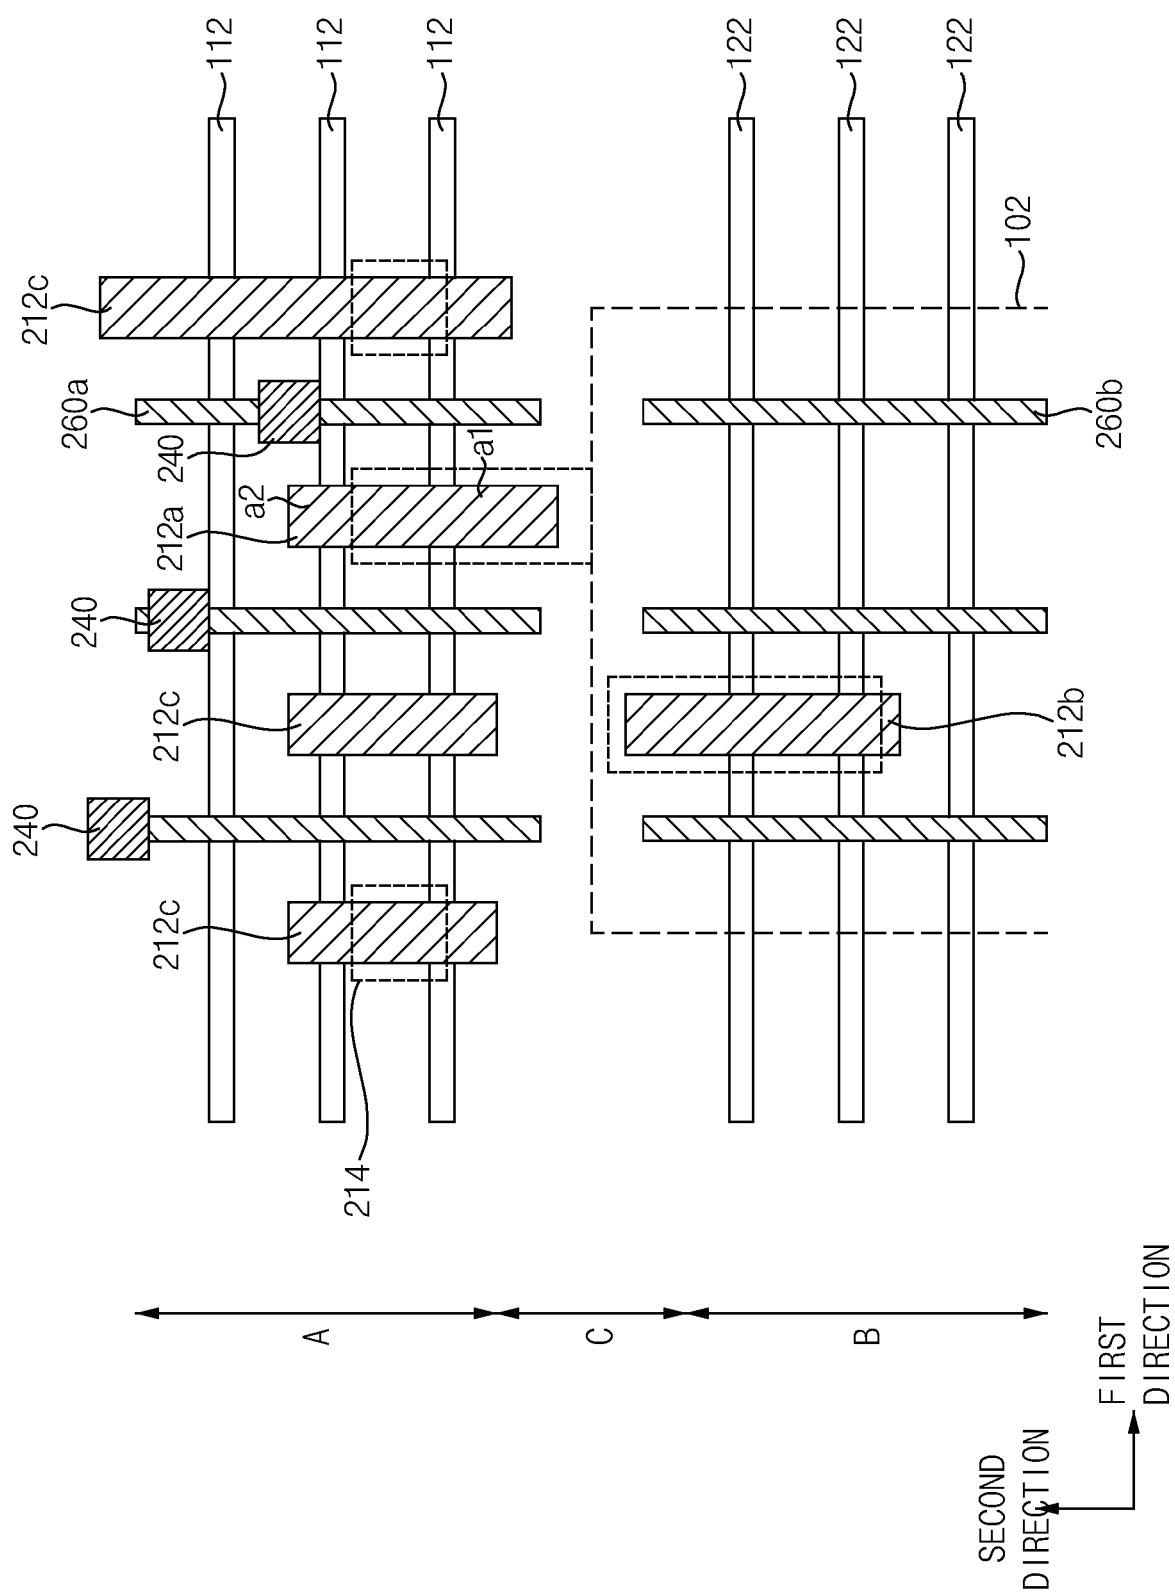 112
112
112
122
122
122
102
212c
260a
240
a1
a2
212a
260b
240
212c
212b
240
212c
214
A
C
B
SECOND
DIRECTION
FIRST
DIRECTION